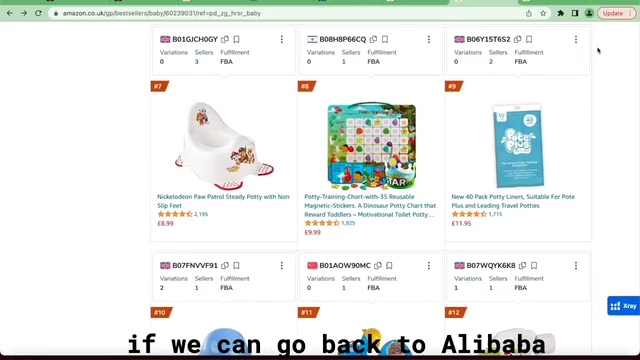 amazon.co.uk/gp/bestsellers/baby/60239031/ref=pd_zg_hrsr_baby
Update
B01GJCH0GY
Variations Sellers Fulfillment
0 3 FBA
B08H8P66CQ
Variations Sellers Fulfillment
0 1 FBA
B06Y15T6S2
Variations Sellers Fulfillment
0 2 FBA
#7
Nickelodeon Paw Patrol Steady Potty with Non
Slip Feet
2,195
£8.99
#8
Potty-Training-Chart-with-35 Reusable
Magnetic-Stickers. A Dinosaur Potty Chart that
Reward Toddlers – Motivational Toilet Potty...
1,925
£9.99
#9
New 40 Pack Potty Liners, Suitable For Pote
Plus and Leading Travel Potties
1,715
£11.95
B07FNVVF91
Variations Sellers Fulfillment
2 1 FBA
B01AOW90MC
Variations Sellers Fulfillment
0 1 FBA
B07WQYK6K8
Variations Sellers Fulfillment
1 1 FBA
Xray
#10
#11
#12
if we can go back to Alibaba